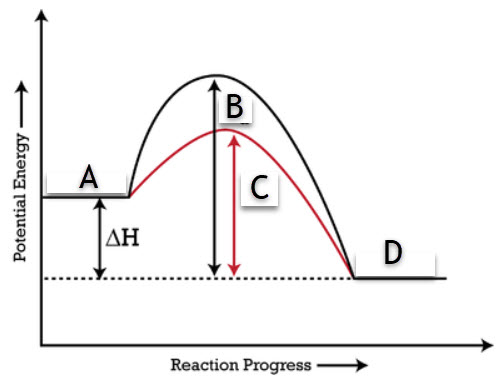 B
A
C
ΔH
D
Potential Energy
Reaction Progress